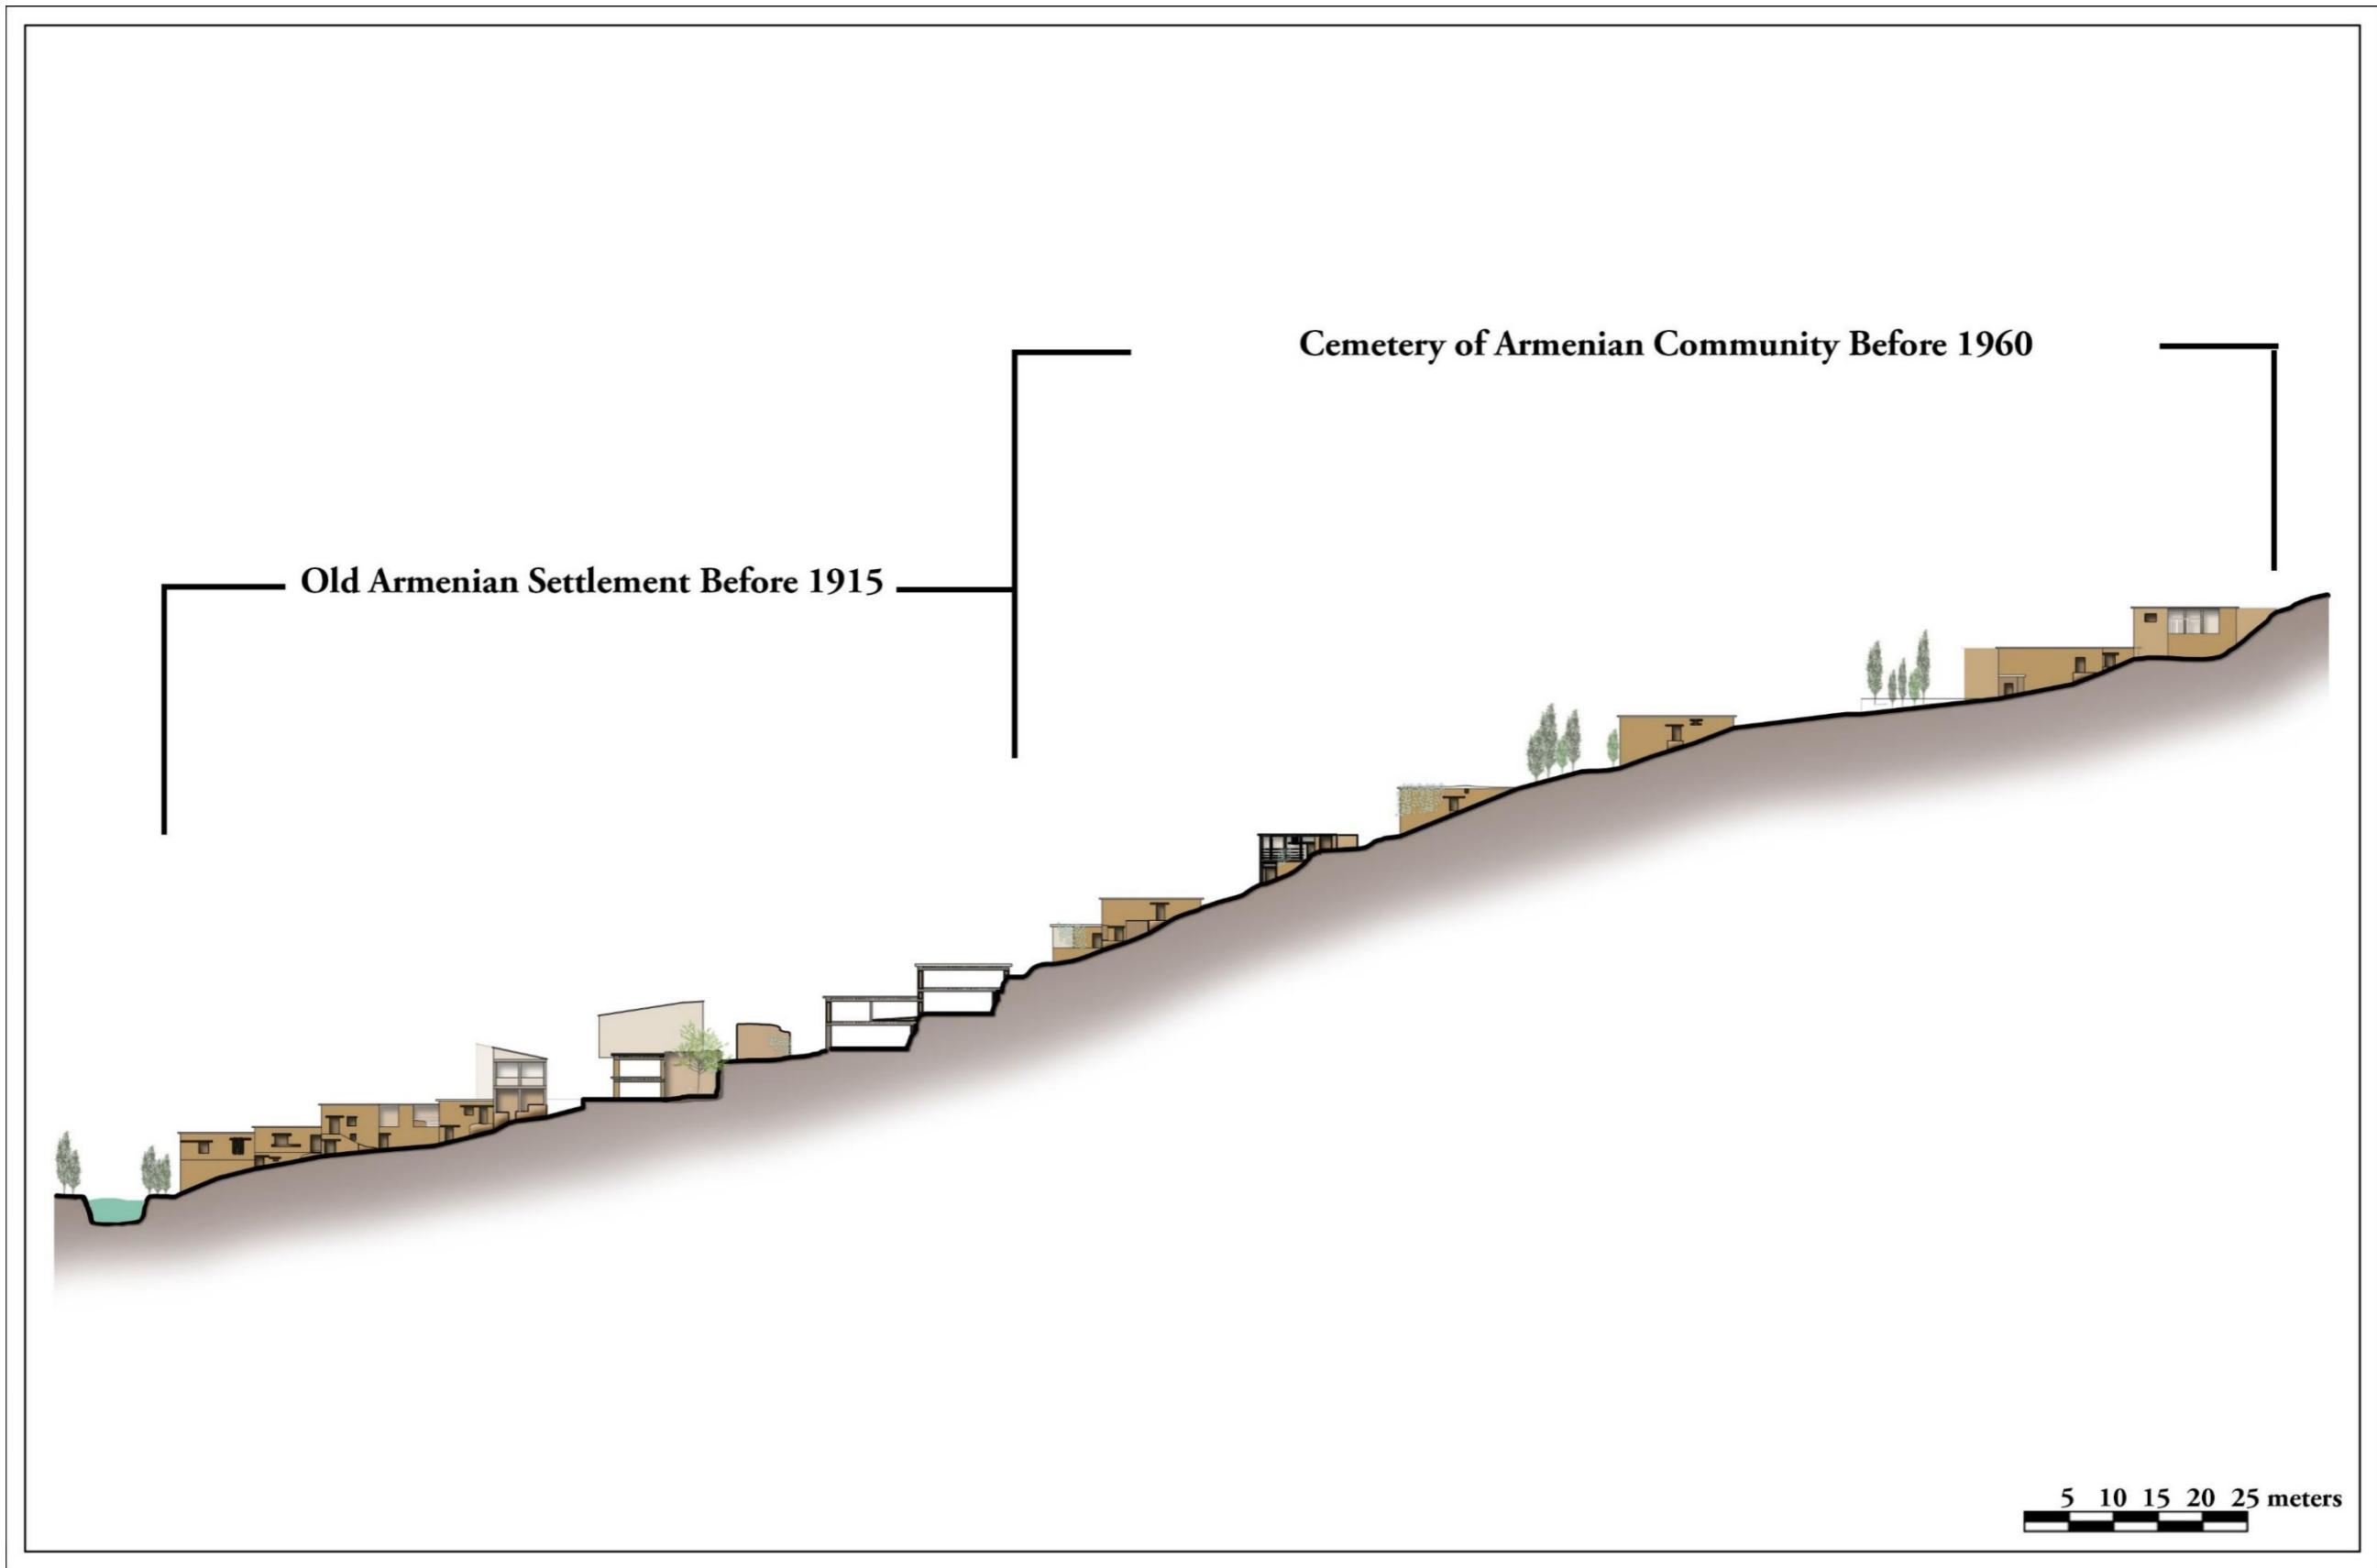 Cemetery of Armenian Community Before 1960
Old Armenian Settlement Before 1915
5 10 15 20 25 meters